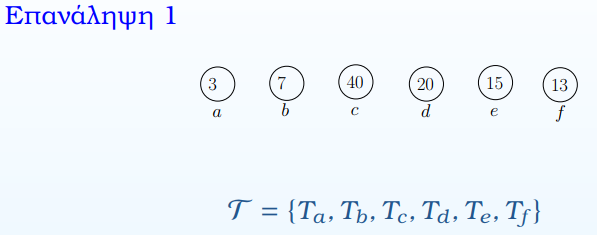 Επανάληψη 1
3 7 40 20 15 13
a b c d e f
𝒯 = {T_a, T_b, T_c, T_d, T_e, T_f}